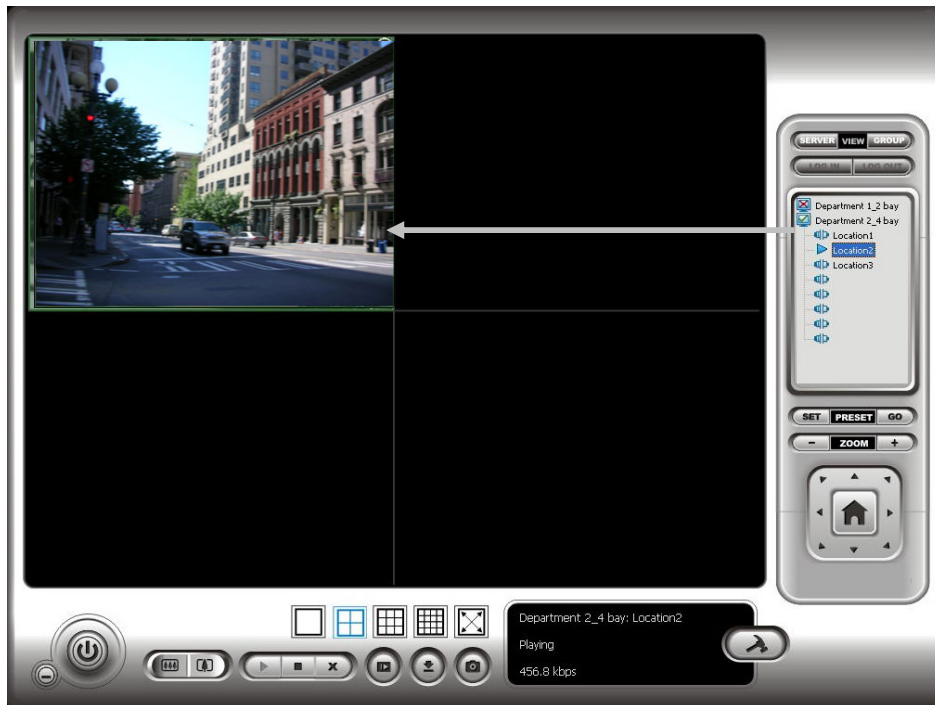 SERVER VIEW GROUP
LOG IN LOG OUT
Department 1_2 bay
Department 2_4 bay
Location1
Location2
Location3
SET PRESET GO
- ZOOM +
Department 2_4 bay: Location2
Playing
456.8 kbps